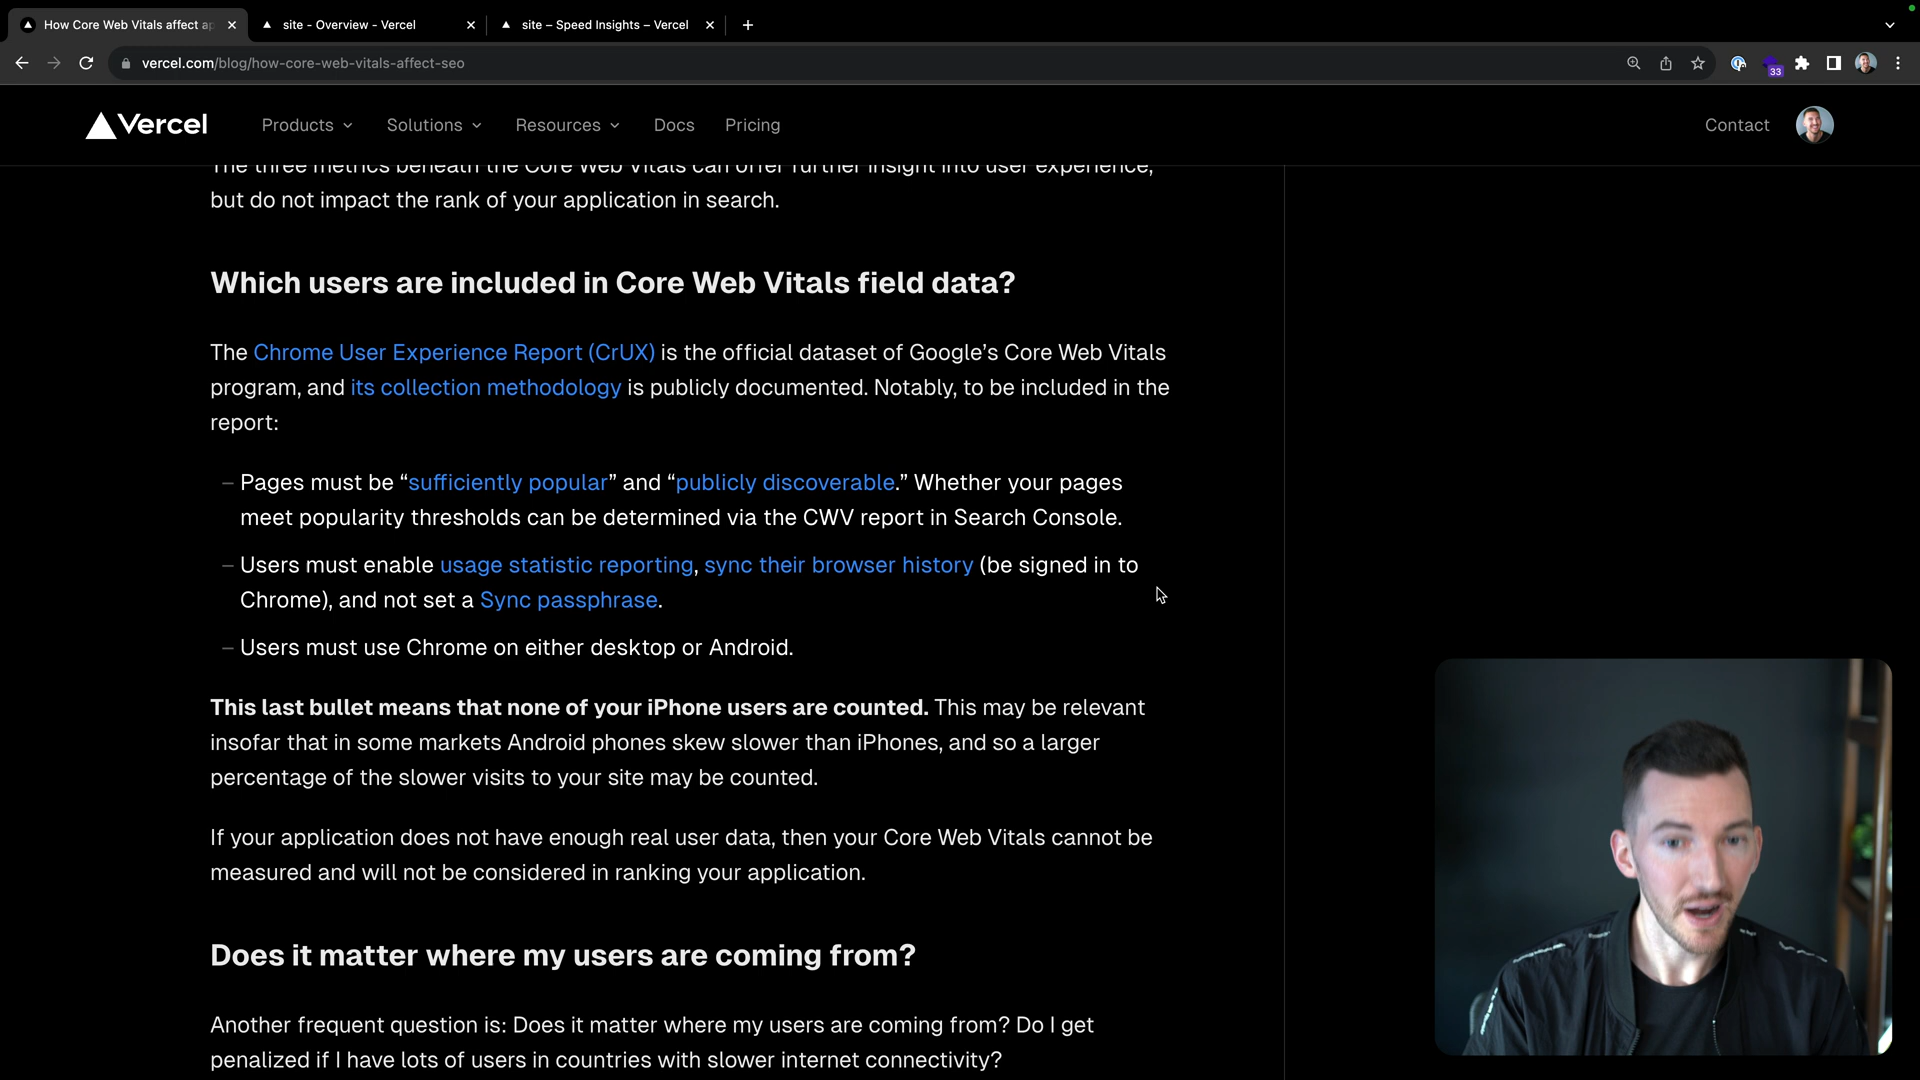 How Core Web Vitals affect ap
site - Overview - Vercel
site – Speed Insights – Vercel
vercel.com/blog/how-core-web-vitals-affect-seo
33
Vercel
Products
Solutions
Resources
Docs
Pricing
Contact
The three metrics beneath the Core Web Vitals can offer further insight into user experience,
but do not impact the rank of your application in search.
Which users are included in Core Web Vitals field data?
The Chrome User Experience Report (CrUX) is the official dataset of Google’s Core Web Vitals
program, and its collection methodology is publicly documented. Notably, to be included in the
report:
– Pages must be “sufficiently popular” and “publicly discoverable.” Whether your pages
meet popularity thresholds can be determined via the CWV report in Search Console.
– Users must enable usage statistic reporting, sync their browser history (be signed in to
Chrome), and not set a Sync passphrase.
– Users must use Chrome on either desktop or Android.
This last bullet means that none of your iPhone users are counted. This may be relevant
insofar that in some markets Android phones skew slower than iPhones, and so a larger
percentage of the slower visits to your site may be counted.
If your application does not have enough real user data, then your Core Web Vitals cannot be
measured and will not be considered in ranking your application.
Does it matter where my users are coming from?
Another frequent question is: Does it matter where my users are coming from? Do I get
penalized if I have lots of users in countries with slower internet connectivity?